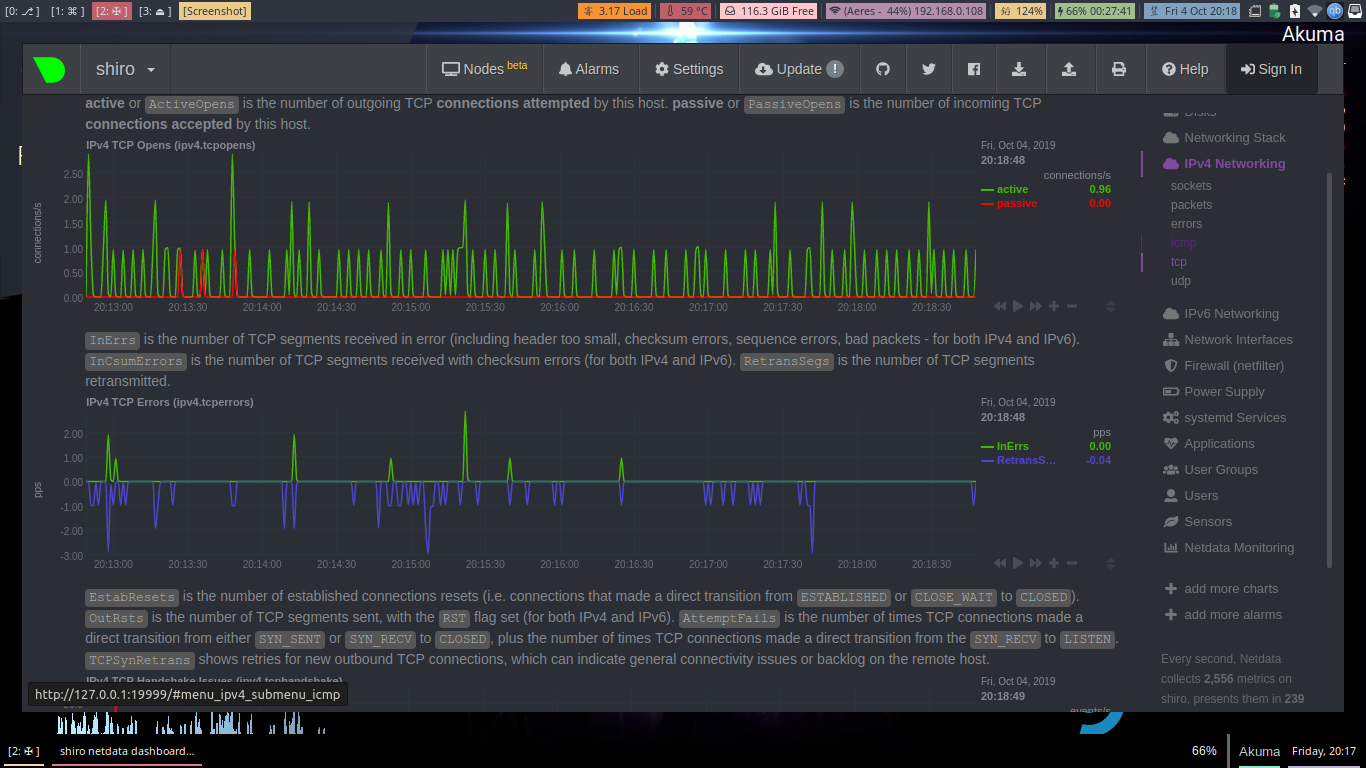 [0: ⎇ ] [1: ⌘ ] [2: ✠ ] [3: ⏏ ] [Screenshot] 3.17 Load 59 °C 116.3 GiB Free (Aeres - 44%) 192.168.0.108 124% 66% 00:27:41 Fri 4 Oct 20:18 qb
Akuma
shiro Nodes beta Alarms Settings Update ! Help Sign In
active or ActiveOpens is the number of outgoing TCP connections attempted by this host. passive or PassiveOpens is the number of incoming TCP
connections accepted by this host.
IPv4 TCP Opens (ipv4.tcpopens)
Fri, Oct 04, 2019
20:18:48
connections/s
active 0.96
passive 0.00
connections/s
2.50
2.00
1.50
1.00
0.50
0.00
20:13:00 20:13:30 20:14:00 20:14:30 20:15:00 20:15:30 20:16:00 20:16:30 20:17:00 20:17:30 20:18:00 20:18:30
InErrs is the number of TCP segments received in error (including header too small, checksum errors, sequence errors, bad packets - for both IPv4 and IPv6).
InCsumErrors is the number of TCP segments received with checksum errors (for both IPv4 and IPv6). RetransSegs is the number of TCP segments
retransmitted.
IPv4 TCP Errors (ipv4.tcperrors)
Fri, Oct 04, 2019
20:18:48
pps
InErrs 0.00
RetransS... -0.04
pps
2.00
1.00
0.00
-1.00
-2.00
-3.00
20:13:00 20:13:30 20:14:00 20:14:30 20:15:00 20:15:30 20:16:00 20:16:30 20:17:00 20:17:30 20:18:00 20:18:30
EstabResets is the number of established connections resets (i.e. connections that made a direct transition from ESTABLISHED or CLOSE_WAIT to CLOSED).
OutRsts is the number of TCP segments sent, with the RST flag set (for both IPv4 and IPv6). AttemptFails is the number of times TCP connections made a
direct transition from either SYN_SENT or SYN_RECV to CLOSED, plus the number of times TCP connections made a direct transition from the SYN_RECV to LISTEN.
TCPSynRetrans shows retries for new outbound TCP connections, which can indicate general connectivity issues or backlog on the remote host.
IPv4 TCP Handshake Issues (ipv4.tcphandshake)
Fri, Oct 04, 2019
20:18:49
events/s
Disks
Networking Stack
IPv4 Networking
sockets
packets
errors
icmp
tcp
udp
IPv6 Networking
Network Interfaces
Firewall (netfilter)
Power Supply
systemd Services
Applications
User Groups
Users
Sensors
Netdata Monitoring
add more charts
add more alarms
Every second, Netdata
collects 2,556 metrics on
shiro, presents them in 239
http://127.0.0.1:19999/#menu_ipv4_submenu_icmp
[2: ✠ ] shiro netdata dashboard... 66% Akuma Friday, 20:17